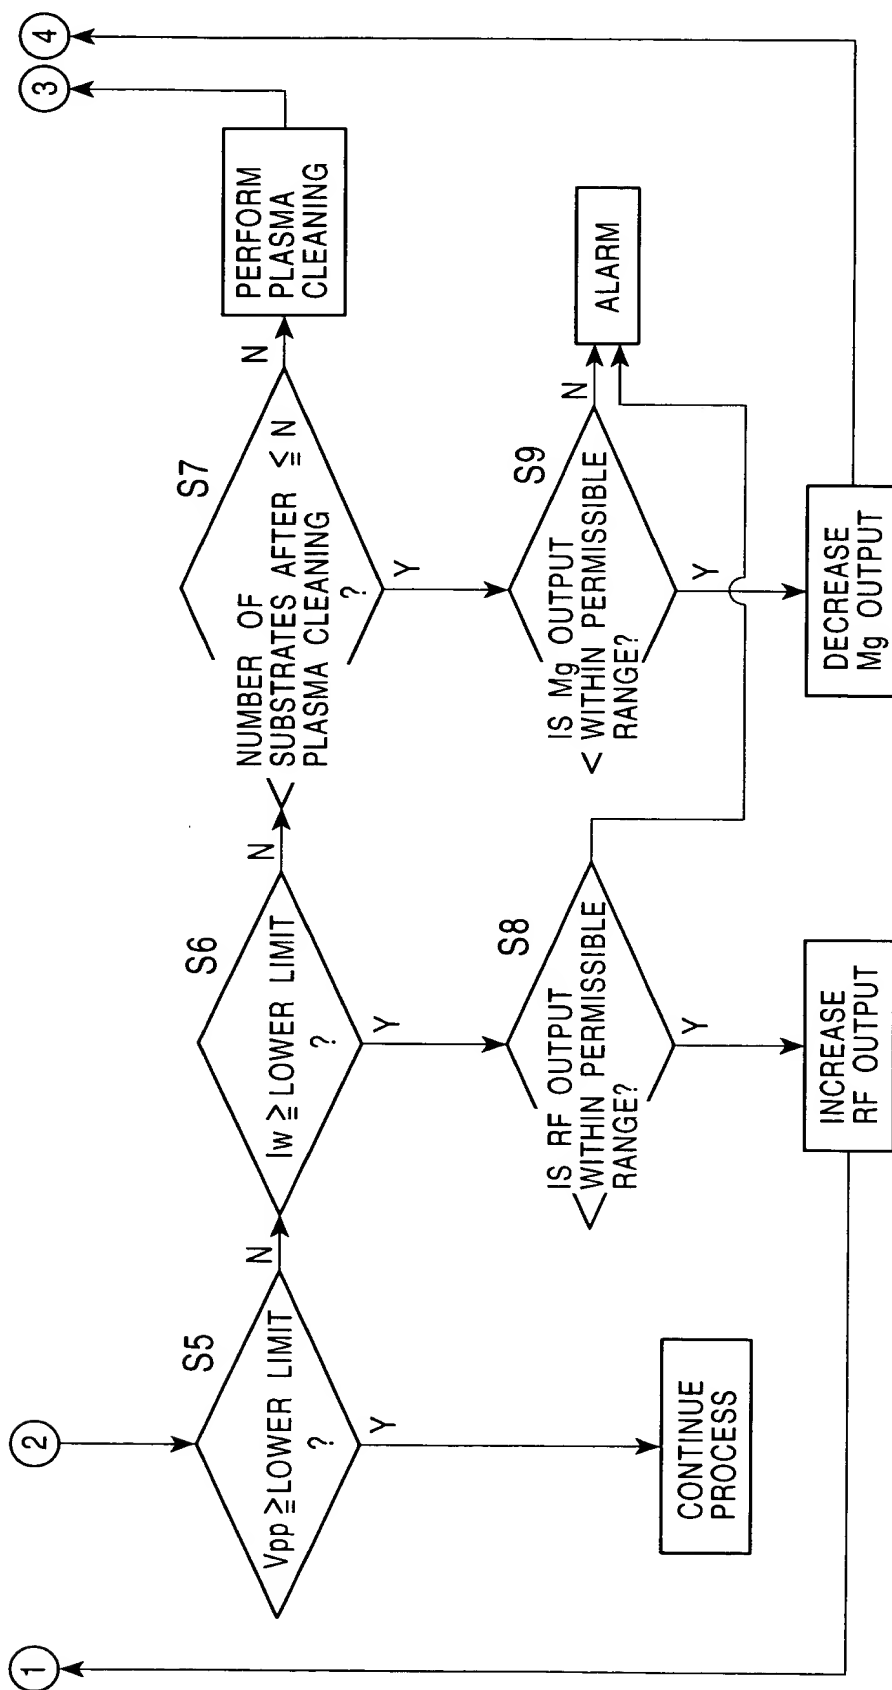 1
2
3
4
S5
Vpp ≧ LOWER LIMIT
?
N
Y
CONTINUE
PROCESS
S6
Iw ≧ LOWER LIMIT
?
N
Y
S7
NUMBER OF
SUBSTRATES AFTER ≦ N
PLASMA CLEANING
?
N
Y
PERFORM
PLASMA
CLEANING
S8
IS RF OUTPUT
WITHIN PERMISSIBLE
RANGE?
Y
INCREASE
RF OUTPUT
S9
IS Mg OUTPUT
WITHIN PERMISSIBLE
RANGE?
N
Y
ALARM
DECREASE
Mg OUTPUT